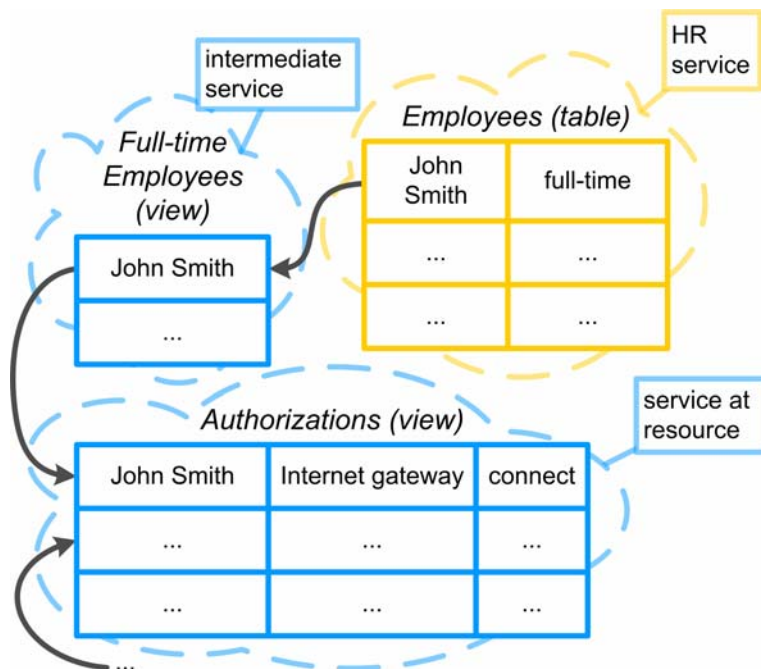 intermediate
service
HR
service
Full-time
Employees
(view)
Employees (table)
John
Smith
full-time
...
...
...
...
John Smith
...
service at
resource
Authorizations (view)
John Smith
Internet gateway
connect
...
...
...
...
...
...
...